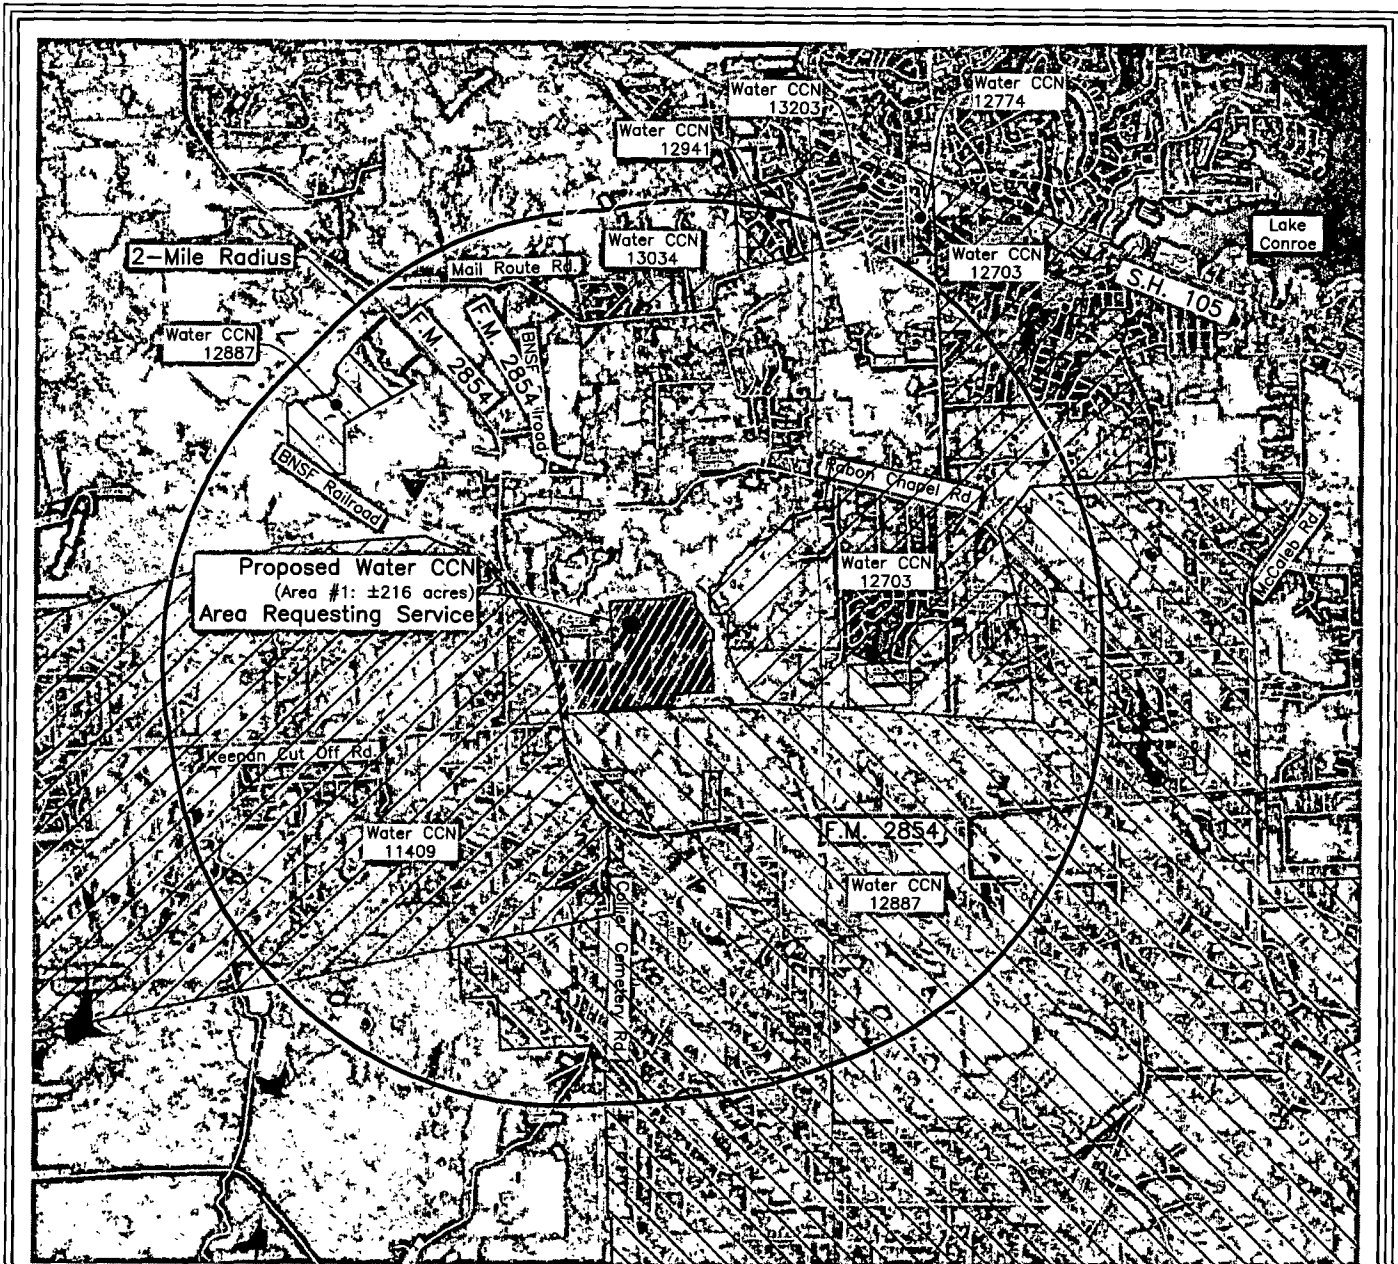 Water CCN
13203
Water CCN
12774
Water CCN
12941
Lake
Conroe
2-Mile Radius
Water CCN
13034
Mail Route Rd.
Water CCN
12703
S.H. 105
Water CCN
12887
F.M. 2854
F.M. 2854
BNSF
ilroad
BNSF Railroad
Rabon Chapel Rd
McCaleb Rd
Proposed Water CCN
(Area #1: ±216 acres)
Area Requesting Service
Water CCN
12703
Keenan Cut Off Rd.
Water CCN
11409
F.M. 2854
Water CCN
12887
Cemetery Rd